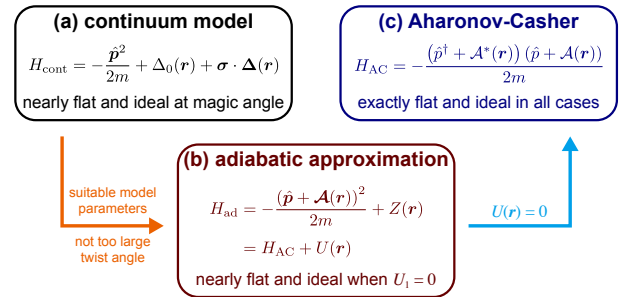 (a) continuum model
H_cont = −p̂²/2m + Δ₀(r) + σ · Δ(r)
nearly flat and ideal at magic angle
(c) Aharonov-Casher
H_AC = −(p̂† + 𝒜*(r)) (p̂ + 𝒜(r))/2m
exactly flat and ideal in all cases
suitable model
parameters
not too large
twist angle
(b) adiabatic approximation
H_ad = −(p̂ + 𝓐(r))²/2m + Z(r)
= H_AC + U(r)
nearly flat and ideal when U₁ = 0
U(r) = 0